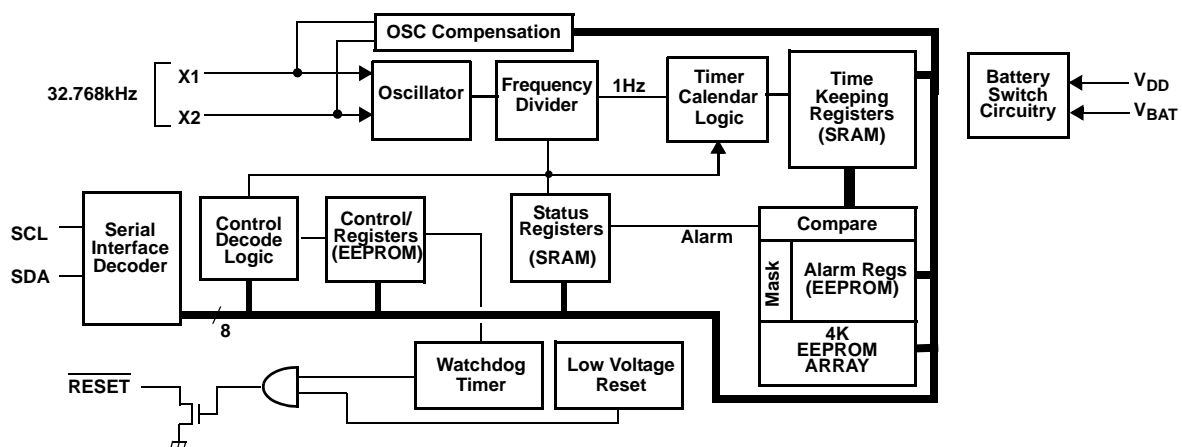 OSC Compensation
32.768kHz
X1
X2
Oscillator
Frequency
Divider
1Hz
Timer
Calendar
Logic
Time
Keeping
Registers
(SRAM)
Battery
Switch
Circuitry
VDD
VBAT
SCL
SDA
Serial
Interface
Decoder
Control
Decode
Logic
Control/
Registers
(EEPROM)
Status
Registers
(SRAM)
Alarm
Compare
Mask
Alarm Regs
(EEPROM)
4K
EEPROM
ARRAY
8
Watchdog
Timer
Low Voltage
Reset
RESET